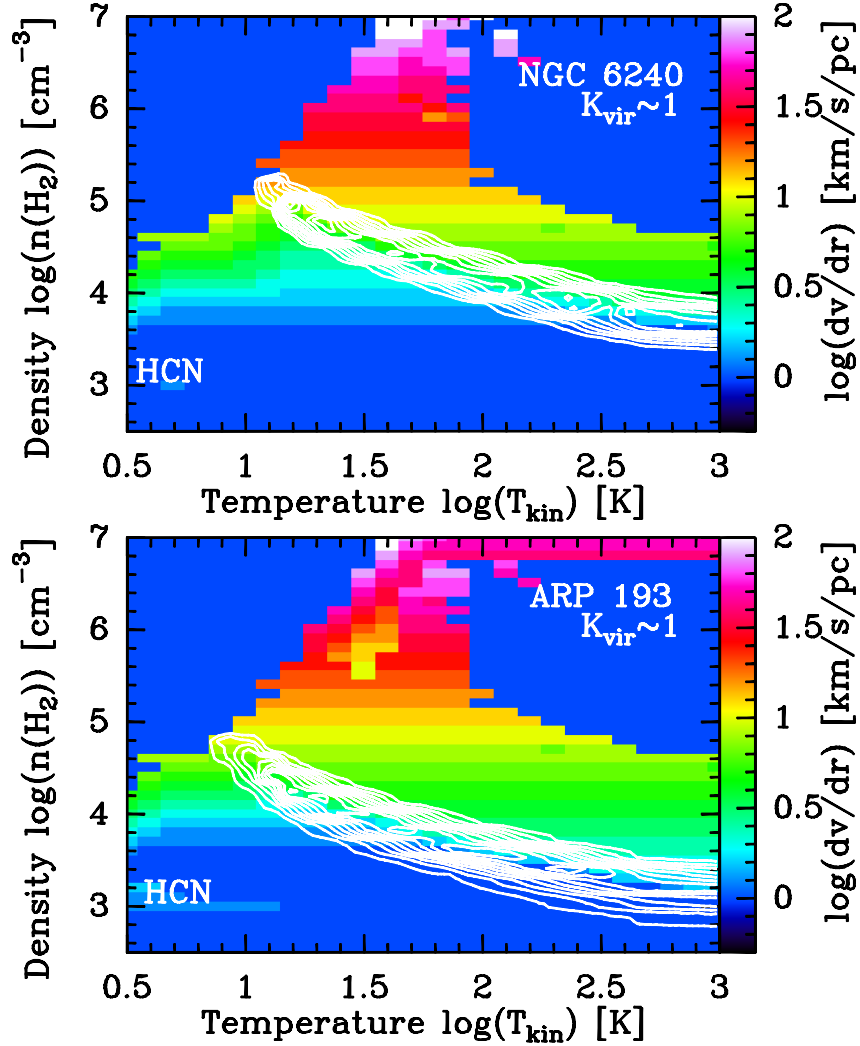 7
6
5
4
3
Density log(n(H₂)) [cm⁻³]
NGC 6240
K_vir~1
HCN
0.5 1 1.5 2 2.5 3
Temperature log(T_kin) [K]
2
1.5
1
0.5
0
log(dv/dr) [km/s/pc]
7
6
5
4
3
Density log(n(H₂)) [cm⁻³]
ARP 193
K_vir~1
HCN
0.5 1 1.5 2 2.5 3
Temperature log(T_kin) [K]
2
1.5
1
0.5
0
log(dv/dr) [km/s/pc]